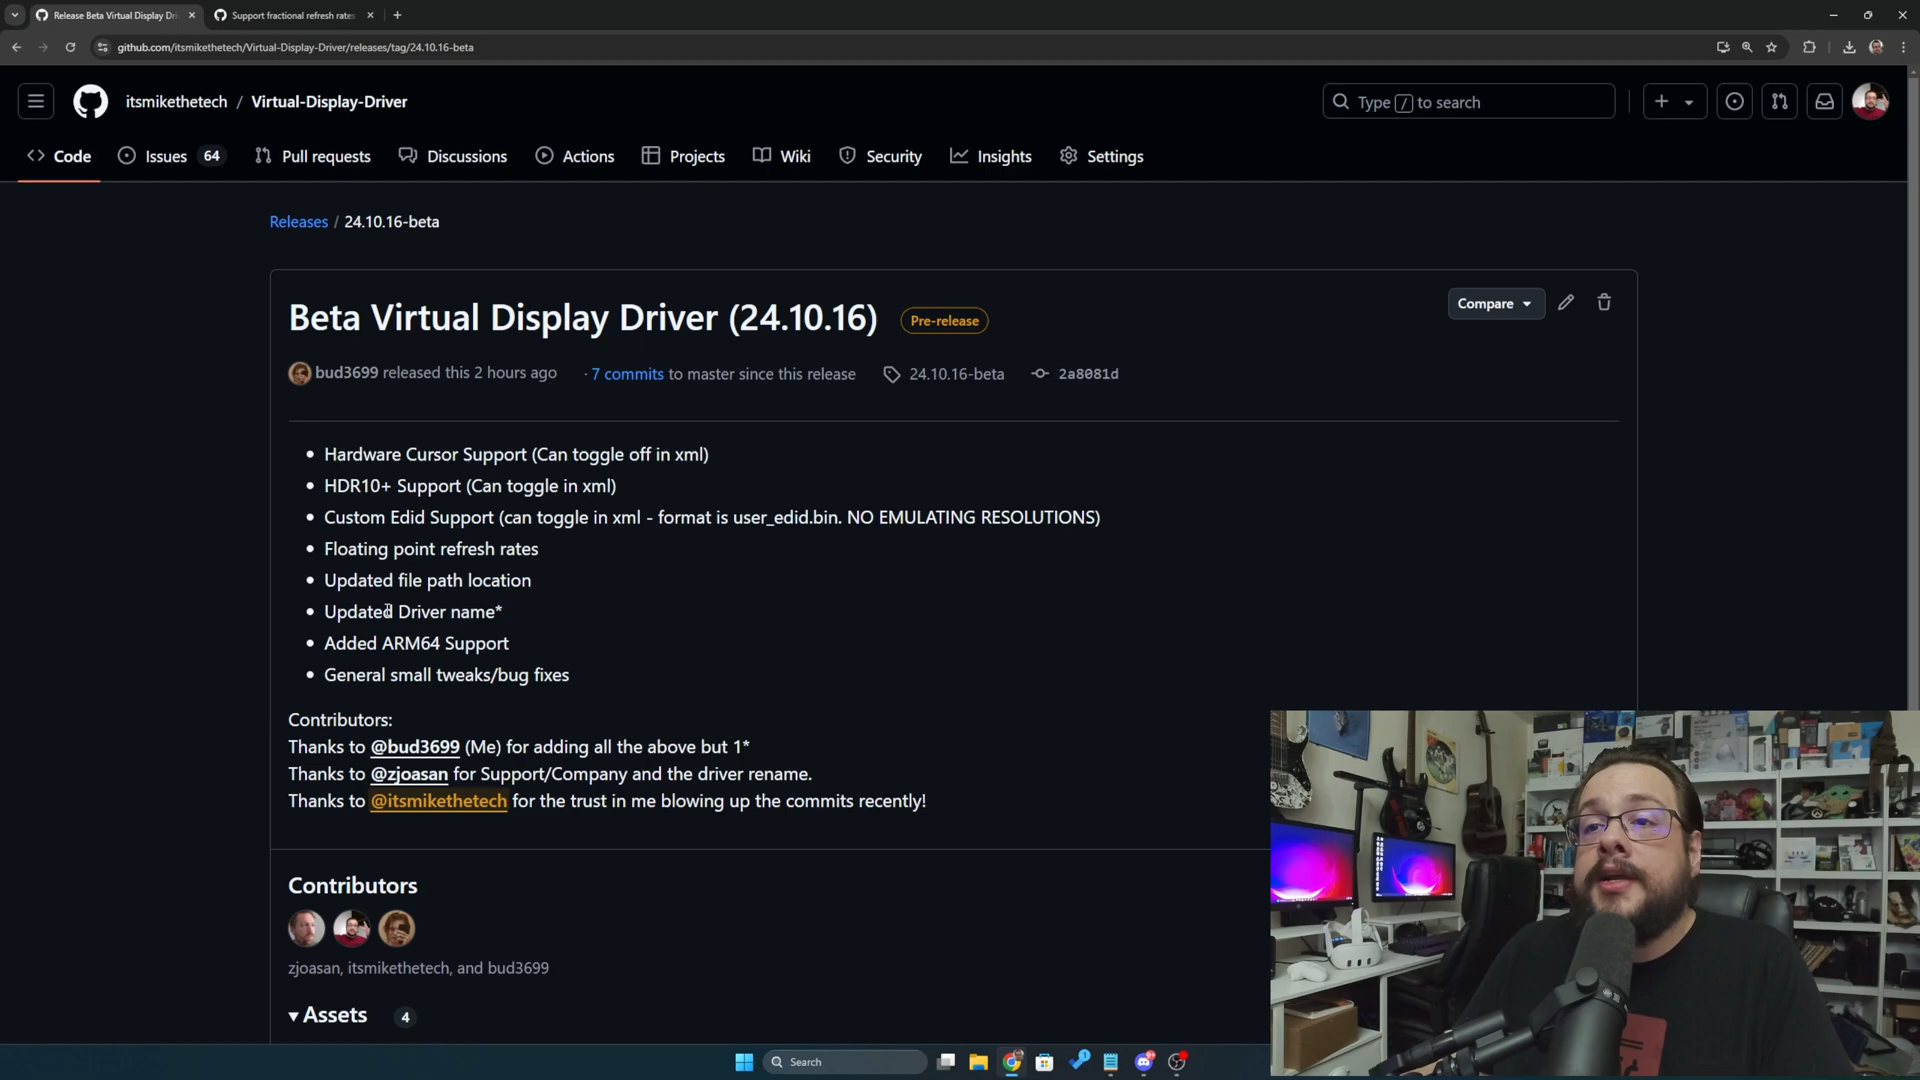 Release Beta Virtual Display Dri
Support fractional refresh rates
github.com/itsmikethetech/Virtual-Display-Driver/releases/tag/24.10.16-beta
itsmikethetech / Virtual-Display-Driver
Type / to search
Code
Issues 64
Pull requests
Discussions
Actions
Projects
Wiki
Security
Insights
Settings
Releases / 24.10.16-beta
Beta Virtual Display Driver (24.10.16) Pre-release
Compare
bud3699 released this 2 hours ago · 7 commits to master since this release 24.10.16-beta 2a8081d
• Hardware Cursor Support (Can toggle off in xml)
• HDR10+ Support (Can toggle in xml)
• Custom Edid Support (can toggle in xml - format is user_edid.bin. NO EMULATING RESOLUTIONS)
• Floating point refresh rates
• Updated file path location
• Updated Driver name*
• Added ARM64 Support
• General small tweaks/bug fixes
Contributors:
Thanks to @bud3699 (Me) for adding all the above but 1*
Thanks to @zjoasan for Support/Company and the driver rename.
Thanks to @itsmikethetech for the trust in me blowing up the commits recently!
Contributors
zjoasan, itsmikethetech, and bud3699
Assets 4
Search